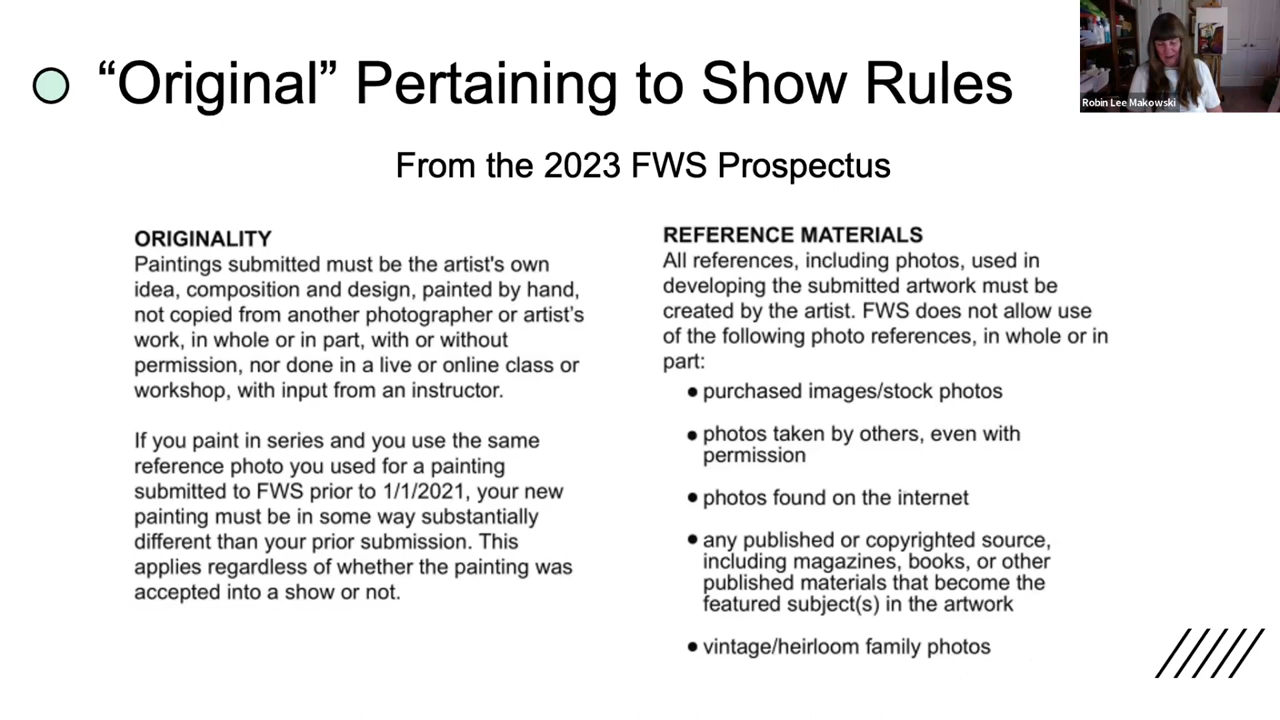 “Original” Pertaining to Show Rules
Robin Lee Makowski
From the 2023 FWS Prospectus
ORIGINALITY
Paintings submitted must be the artist's own
idea, composition and design, painted by hand,
not copied from another photographer or artist’s
work, in whole or in part, with or without
permission, nor done in a live or online class or
workshop, with input from an instructor.
If you paint in series and you use the same
reference photo you used for a painting
submitted to FWS prior to 1/1/2021, your new
painting must be in some way substantially
different than your prior submission. This
applies regardless of whether the painting was
accepted into a show or not.
REFERENCE MATERIALS
All references, including photos, used in
developing the submitted artwork must be
created by the artist. FWS does not allow use
of the following photo references, in whole or in
part:
● purchased images/stock photos
● photos taken by others, even with
permission
● photos found on the internet
● any published or copyrighted source,
including magazines, books, or other
published materials that become the
featured subject(s) in the artwork
● vintage/heirloom family photos